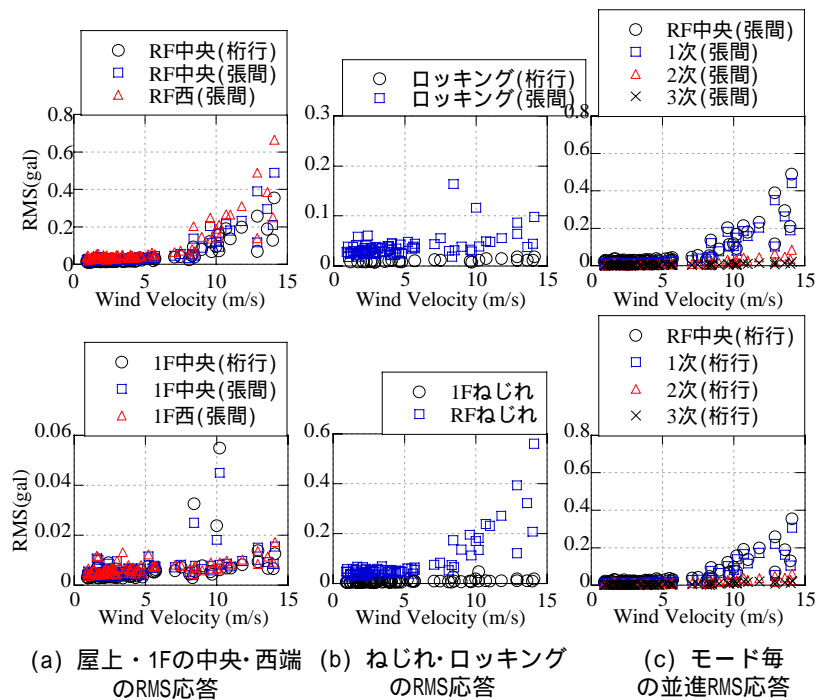 RF中央(桁行)
RF中央(張間)
RF西(張間)
0.8
0.6
0.4
0.2
0
RMS(gal)
0
5
10
15
Wind Velocity (m/s)
ロッキング(桁行)
ロッキング(張間)
0.3
0.2
0.1
0
0
5
10
15
Wind Velocity (m/s)
RF中央(張間)
1次(張間)
2次(張間)
3次(張間)
0.8
0.6
0.4
0.2
0
0
5
10
15
Wind Velocity (m/s)
1F中央(桁行)
1F中央(張間)
1F西(張間)
0.06
0.04
0.02
0
RMS(gal)
0
5
10
15
Wind Velocity (m/s)
1Fねじれ
RFねじれ
0.6
0.4
0.2
0
0
5
10
15
Wind Velocity (m/s)
RF中央(桁行)
1次(桁行)
2次(桁行)
3次(桁行)
0.8
0.6
0.4
0.2
0
0
5
10
15
Wind Velocity (m/s)
(a) 屋上・1Fの中央・西端
のRMS応答
(b) ねじれ・ロッキング
のRMS応答
(c) モード毎
の並進RMS応答